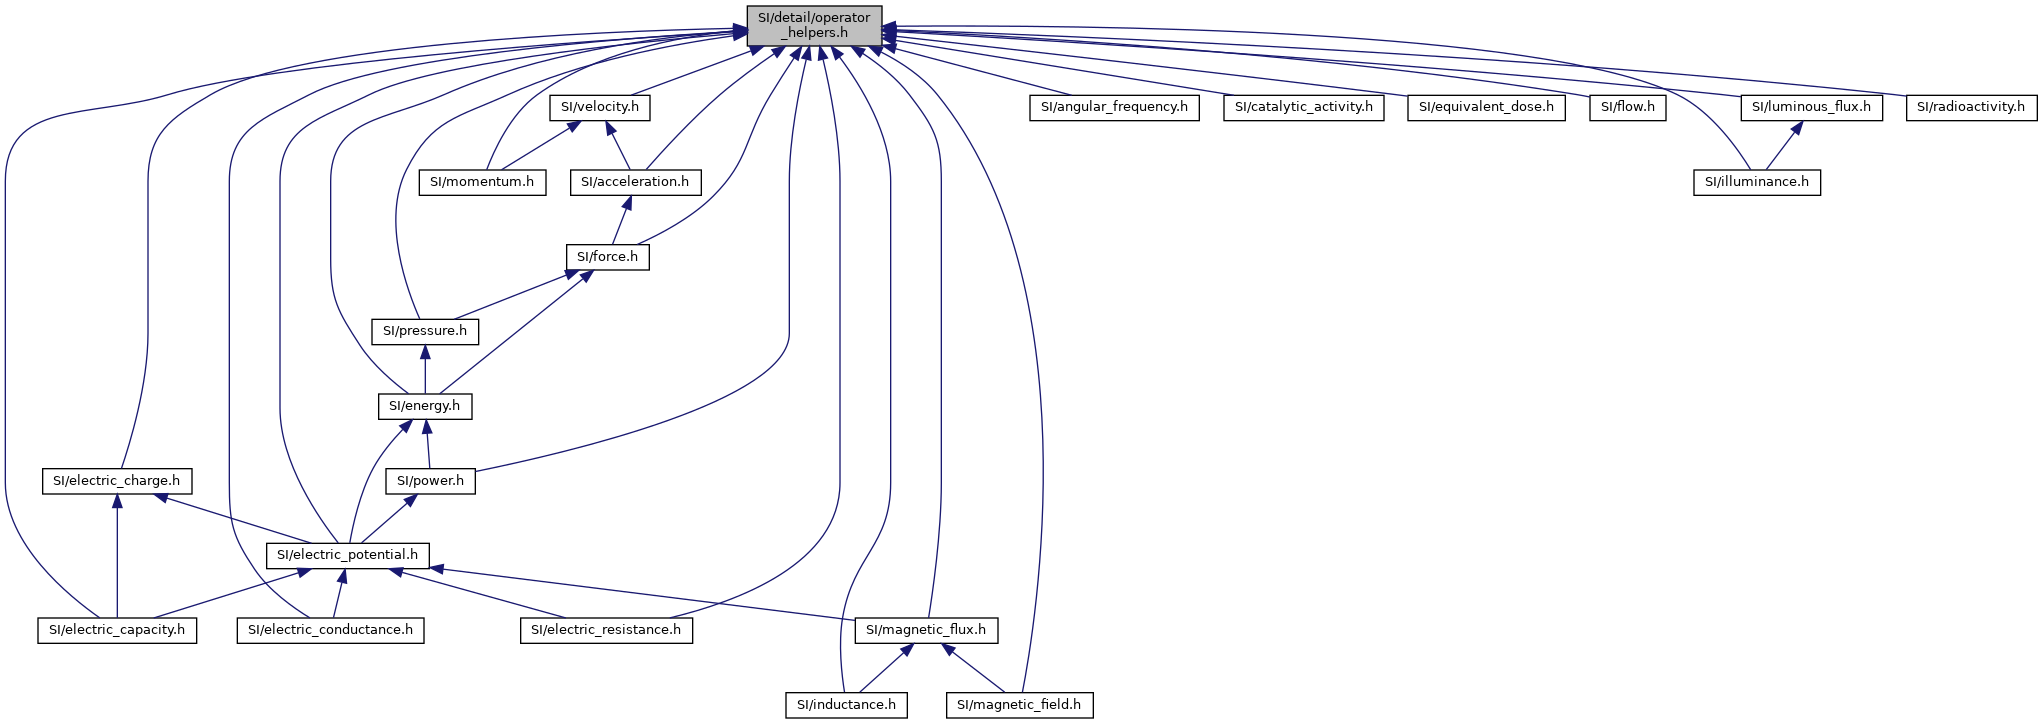 SI/detail/operator
_helpers.h
SI/velocity.h
SI/angular_frequency.h
SI/catalytic_activity.h
SI/equivalent_dose.h
SI/flow.h
SI/luminous_flux.h
SI/radioactivity.h
SI/momentum.h
SI/acceleration.h
SI/illuminance.h
SI/force.h
SI/pressure.h
SI/energy.h
SI/electric_charge.h
SI/power.h
SI/electric_potential.h
SI/electric_capacity.h
SI/electric_conductance.h
SI/electric_resistance.h
SI/magnetic_flux.h
SI/inductance.h
SI/magnetic_field.h